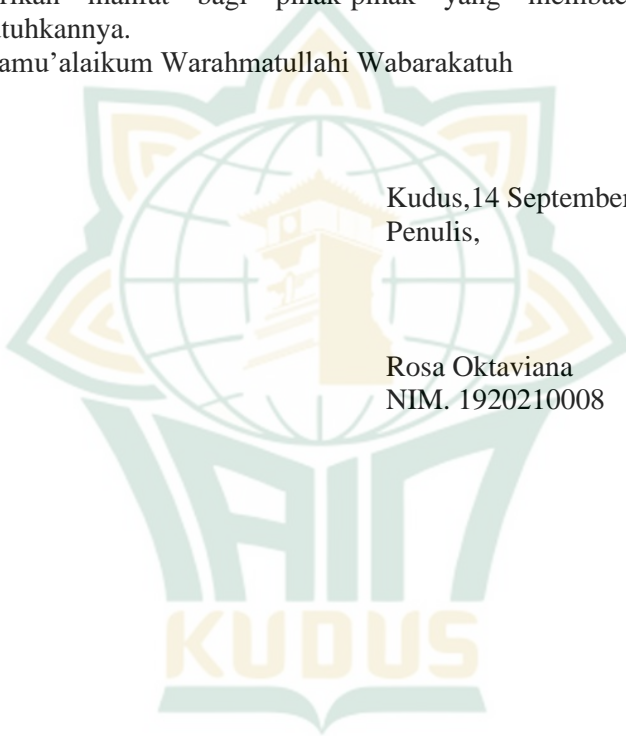 manfaat bagi pihak-pihak yang membac
tuhkannya.
amu’alaikum Warahmatullahi Wabarakatuh
Kudus,14 September
Penulis,
Rosa Oktaviana
NIM. 1920210008
IAIN
KUDUS